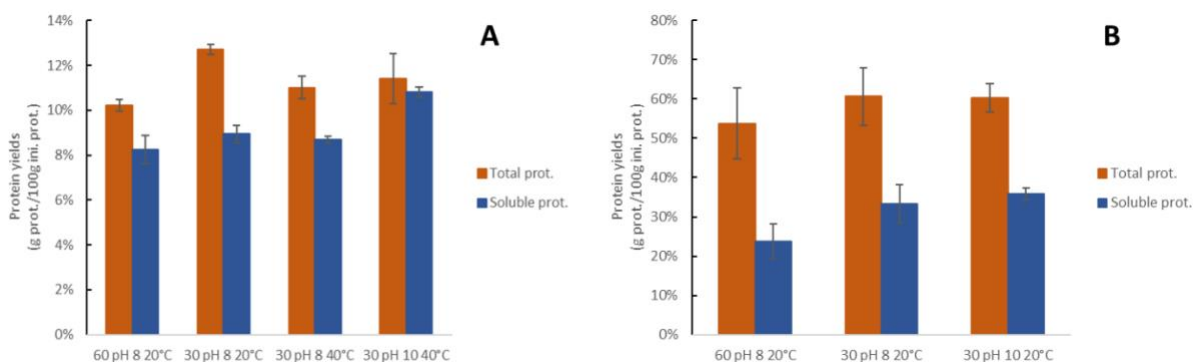 A
14%
12%
10%
8%
6%
4%
2%
0%
Protein yields
(g prot./100g ini. prot.)
60 pH 8 20°C 30 pH 8 20°C 30 pH 8 40°C 30 pH 10 40°C
Total prot.
Soluble prot.
B
80%
70%
60%
50%
40%
30%
20%
10%
0%
Protein yields
(g prot./100g ini. prot.)
60 pH 8 20°C 30 pH 8 20°C 30 pH 10 20°C
Total prot.
Soluble prot.